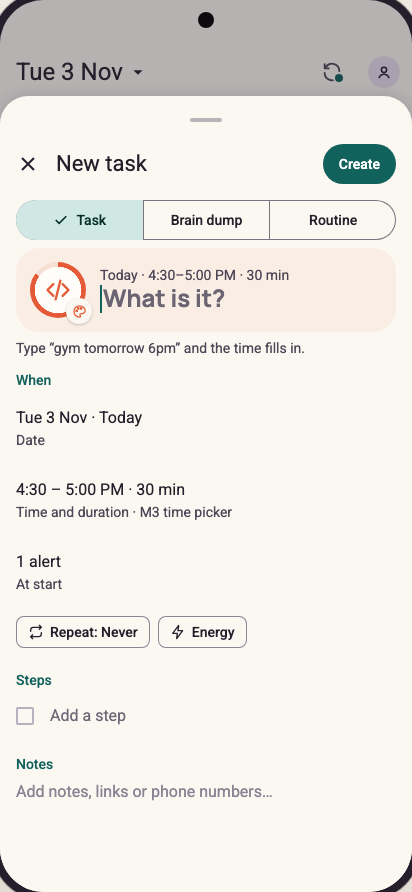 Tue 3 Nov
New task
Create
Task
Brain dump
Routine
Today · 4:30–5:00 PM · 30 min
What is it?
Type “gym tomorrow 6pm” and the time fills in.
When
Tue 3 Nov · Today
Date
4:30 – 5:00 PM · 30 min
Time and duration · M3 time picker
1 alert
At start
Repeat: Never
Energy
Steps
Add a step
Notes
Add notes, links or phone numbers…